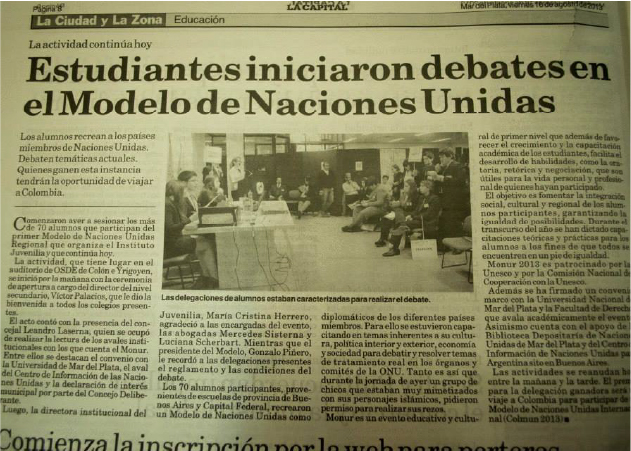 Página 8
LA CAPITAL
Mar del Plata, viernes 16 de agosto de 2013
La Ciudad y La Zona
Educación
La actividad continúa hoy
Estudiantes iniciaron debates en
el Modelo de Naciones Unidas
Los alumnos recrean a los países
miembros de Naciones Unidas.
Debaten temáticas actuales.
Quienes ganen esta instancia
tendrán la oportunidad de viajar
a Colombia.
Comenzaron ayer a sesionar los más
de 70 alumnos que participan del
primer Modelo de Naciones Unidas
Regional que organiza el Instituto
Juvenilia y que continúa hoy.
La actividad, que tiene lugar en el
auditorio de OSDE de Colón e Yrigoyen,
se inició por la mañana con la ceremonia
de apertura a cargo del director del nivel
secundario, Víctor Palacios, que le dió la
bienvenida a todos los colegios presen-
tes.
El acto contó con la presencia del con-
cejal Leandro Laserna, quien se ocupó
de realizar la lectura de los avales insti-
tucionales con los que cuenta el Monur.
Entre ellos se destacan el convenio con
la Universidad de Mar del Plata, el aval
del Centro de Información de las Nacio-
nes Unidas y la declaración de interés
municipal por parte del Concejo Delibe-
rante.
Luego, la directora institucional del
Las delegaciones de alumnos estaban caracterizadas para realizar el debate.
Juvenilia, María Cristina Herrero,
agradeció a las encargadas del evento,
las abogadas Mercedes Sisterna y
Luciana Scherbart. Mientras que el
presidente del Modelo, Gonzalo Piñero,
le recordó a las delegaciones presentes
el reglamento y las condiciones del
debate.
Los 70 alumnos participantes, prove-
nientes de escuelas de provincia de Bue-
nos Aires y Capital Federal, recrearon
un Modelo de Naciones Unidas como
diplomáticos de los diferentes países
miembros. Para ello se estuvieron capaci-
tando en temas inherentes a su cultu-
ra, política interior y exterior, economía
y sociedad para debatir y resolver temas
de tratamiento real en los órganos y
comités de la ONU. Tanto es así que
durante la jornada de ayer un grupo de
chicos que estaban muy mimetizados
con sus personajes islámicos, pidieron
permiso para realizar sus rezos.
Monur es un evento educativo y cultu-
ral de primer nivel que además de favo-
recer el crecimiento y la capacitación
académica de los estudiantes, facilita el
desarrollo de habilidades, como la ora-
toria, retórica y negociación, que son
útiles para la vida personal y profesio-
nal de quienes hayan participado.
El objetivo es fomentar la integración
social, cultural y regional de los alum-
nos participantes, garantizando la
igualdad de posibilidades. Durante el
transcurso del año se han dictado capa-
citaciones teóricas y prácticas para los
alumnos a los fines de que todos se
encuentren en un pie de igualdad.
Monur 2013 es patrocinado por la
Unesco y por la Comisión Nacional de
Cooperación con la Unesco.
Además se ha firmado un convenio
marco con la Universidad Nacional de
Mar del Plata y la Facultad de Derecho
que avala académicamente el evento.
Asimismo cuenta con el apoyo de la
Biblioteca Depositaria de Naciones
Unidas de Mar del Plata y del Centro de
Información de Naciones Unidas para
Argentina sito en Buenos Aires.
Las actividades se reanudan hoy
entre la mañana y la tarde. El premio
para la delegación ganadora será el
viaje a Colombia para participar del
Modelo de Naciones Unidas Interna-
cional (Colmun 2013)
Comienza la inscripción por la web para porteros